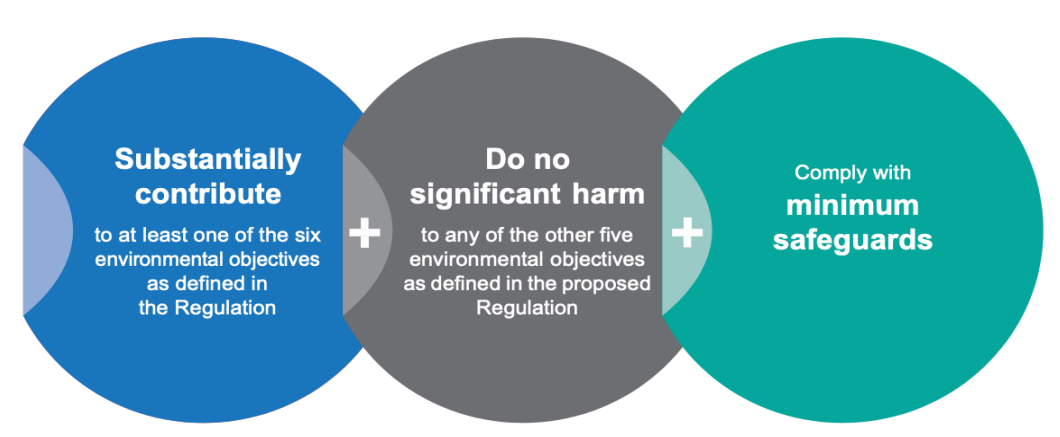 Substantially
contribute
to at least one of the six
environmental objectives
as defined in
the Regulation
+
Do no
significant harm
to any of the other five
environmental objectives
as defined in the proposed
Regulation
+
Comply with
minimum
safeguards